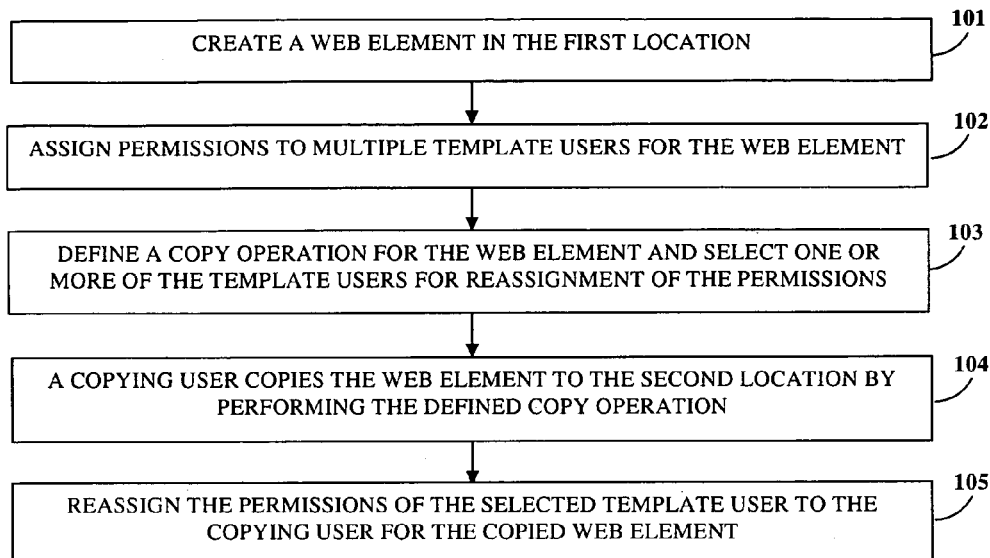 101
CREATE A WEB ELEMENT IN THE FIRST LOCATION
102
ASSIGN PERMISSIONS TO MULTIPLE TEMPLATE USERS FOR THE WEB ELEMENT
103
DEFINE A COPY OPERATION FOR THE WEB ELEMENT AND SELECT ONE OR
MORE OF THE TEMPLATE USERS FOR REASSIGNMENT OF THE PERMISSIONS
104
A COPYING USER COPIES THE WEB ELEMENT TO THE SECOND LOCATION BY
PERFORMING THE DEFINED COPY OPERATION
105
REASSIGN THE PERMISSIONS OF THE SELECTED TEMPLATE USER TO THE
COPYING USER FOR THE COPIED WEB ELEMENT